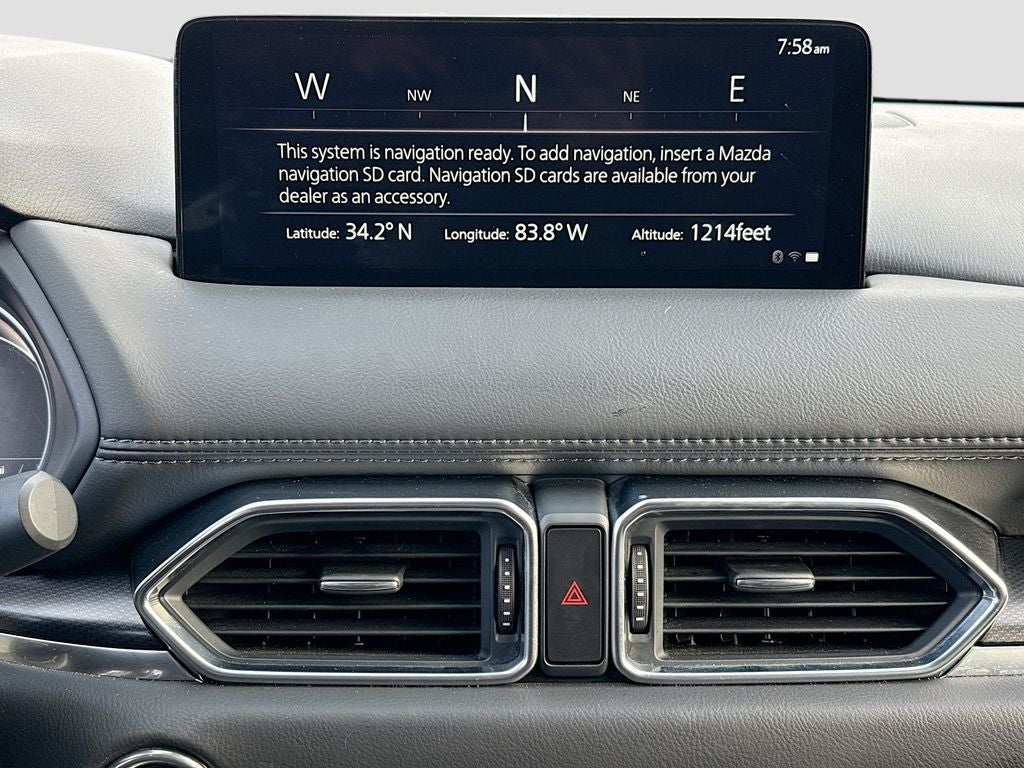 7:58am
W NW N NE E
This system is navigation ready. To add navigation, insert a Mazda
navigation SD card. Navigation SD cards are available from your
dealer as an accessory.
Latitude: 34.2° N Longitude: 83.8° W Altitude: 1214feet